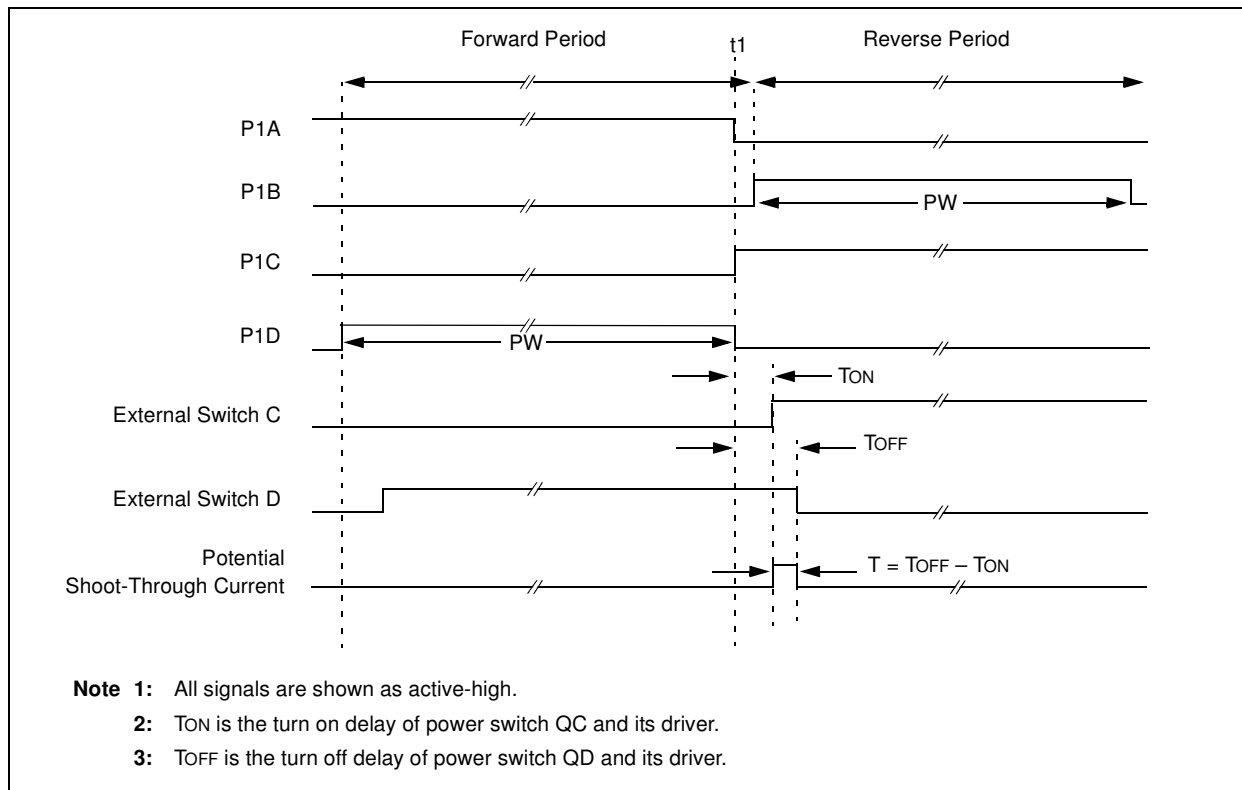 Forward Period
t1
Reverse Period
P1A
P1B
PW
P1C
P1D
PW
TON
External Switch C
TOFF
External Switch D
Potential
Shoot-Through Current
T = TOFF – TON
Note 1: All signals are shown as active-high.
2: TON is the turn on delay of power switch QC and its driver.
3: TOFF is the turn off delay of power switch QD and its driver.